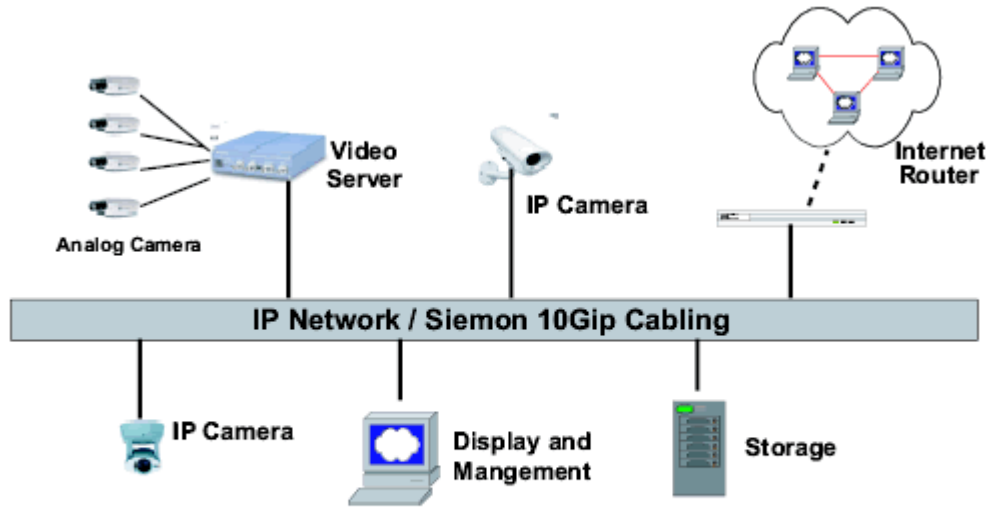 Video
Server
Analog Camera
IP Camera
Internet
Router
IP Network / Siemon 10Gip Cabling
IP Camera
Display and
Mangement
Storage